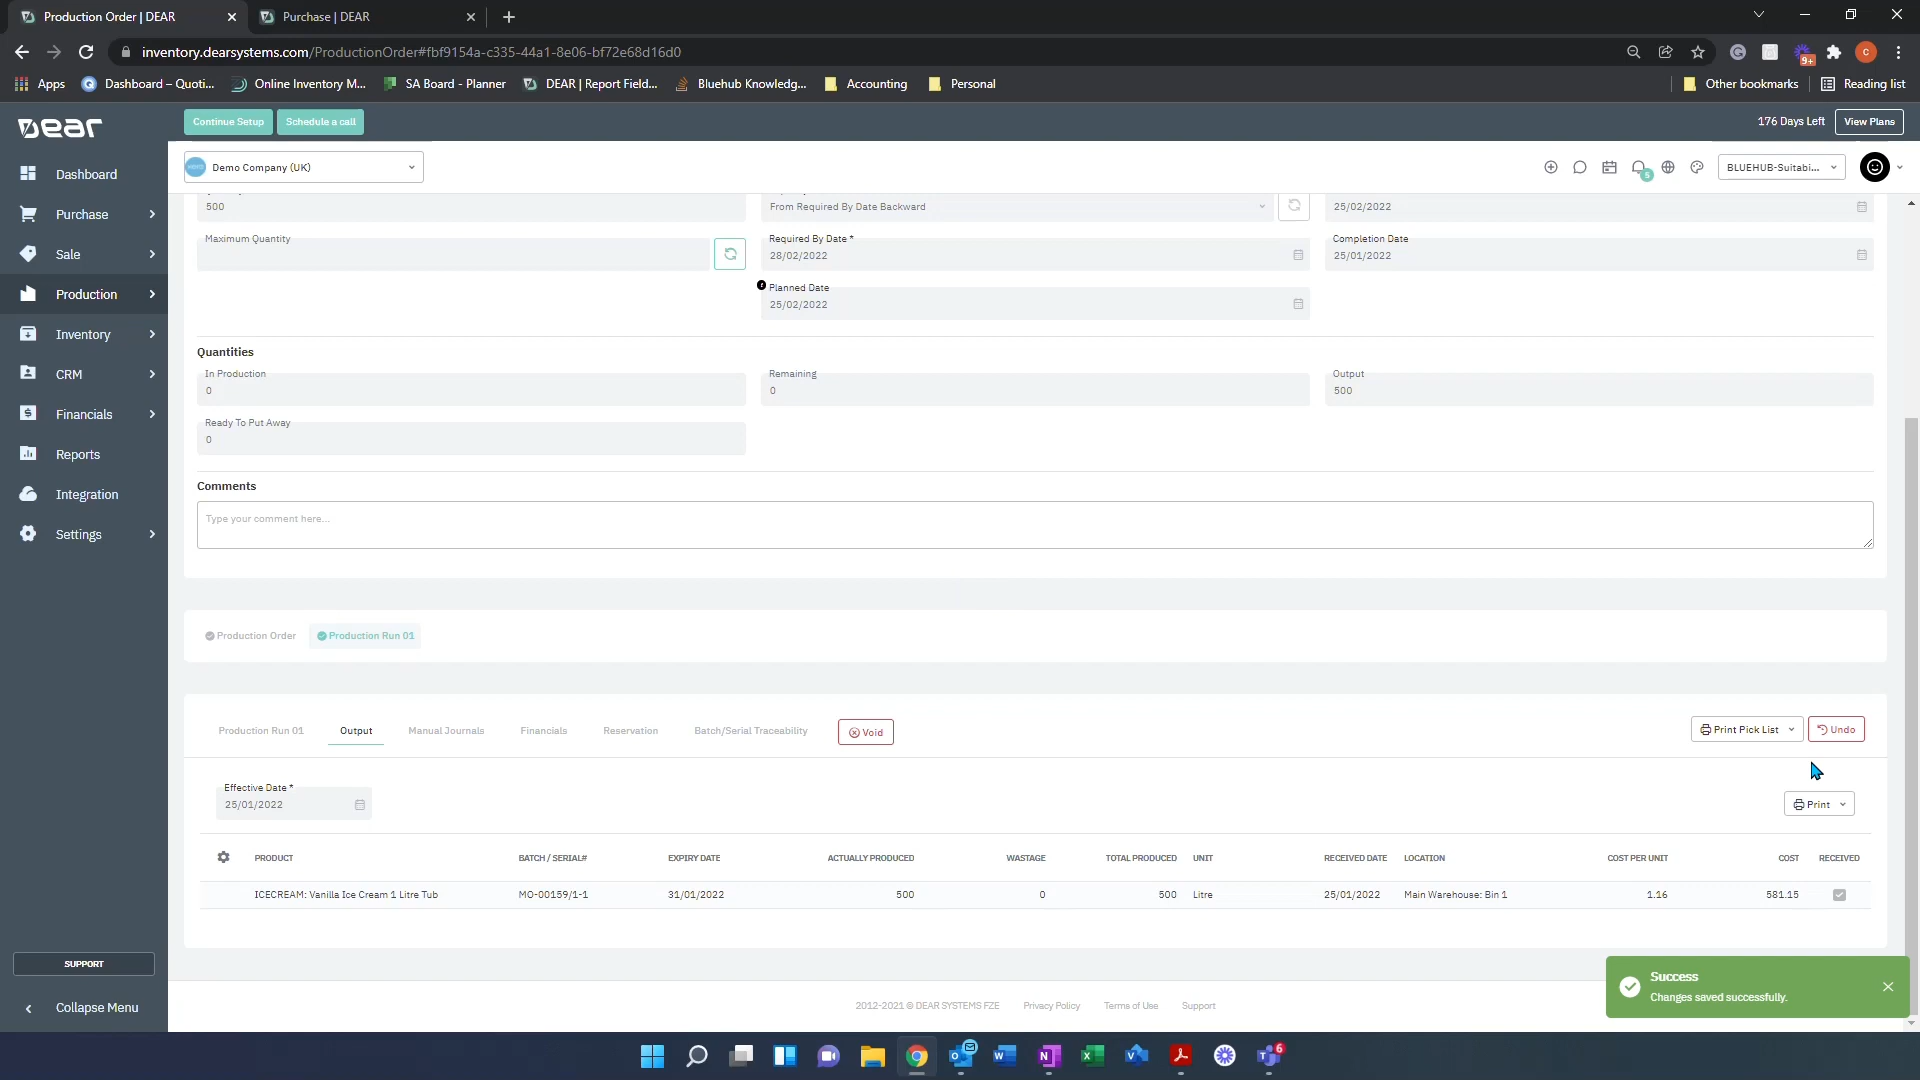 Production Order | DEAR
Purchase | DEAR
inventory.dearsystems.com/ProductionOrder#fbf9154a-c335-44a1-8e06-bf72e68d16d0
9+
C
Apps
Dashboard – Quoti...
Online Inventory M...
SA Board - Planner
DEAR | Report Field...
Bluehub Knowledg...
Accounting
Personal
Other bookmarks
Reading list
Dear
Continue Setup
Schedule a call
176 Days Left
View Plans
Demo Company (UK)
5
BLUEHUB-Suitabi...
Dashboard
Purchase
Sale
Production
Inventory
CRM
Financials
Reports
Integration
Settings
SUPPORT
Collapse Menu
500
From Required By Date Backward
25/02/2022
Maximum Quantity
Required By Date *
28/02/2022
Completion Date
25/01/2022
Planned Date
25/02/2022
Quantities
In Production
0
Remaining
0
Output
500
Ready To Put Away
0
Comments
Type your comment here...
Production Order
Production Run 01
Production Run 01
Output
Manual Journals
Financials
Reservation
Batch/Serial Traceability
Void
Print Pick List
Undo
Effective Date *
25/01/2022
Print
PRODUCT BATCH / SERIAL# EXPIRY DATE ACTUALLY PRODUCED WASTAGE TOTAL PRODUCED UNIT RECEIVED DATE LOCATION COST PER UNIT COST RECEIVED
ICECREAM: Vanilla Ice Cream 1 Litre Tub MO-00159/1-1 31/01/2022 500 0 500 Litre 25/01/2022 Main Warehouse: Bin 1 1.16 581.15
Success
Changes saved successfully.
2012-2021 © DEAR SYSTEMS FZE Privacy Policy Terms of Use Support
6